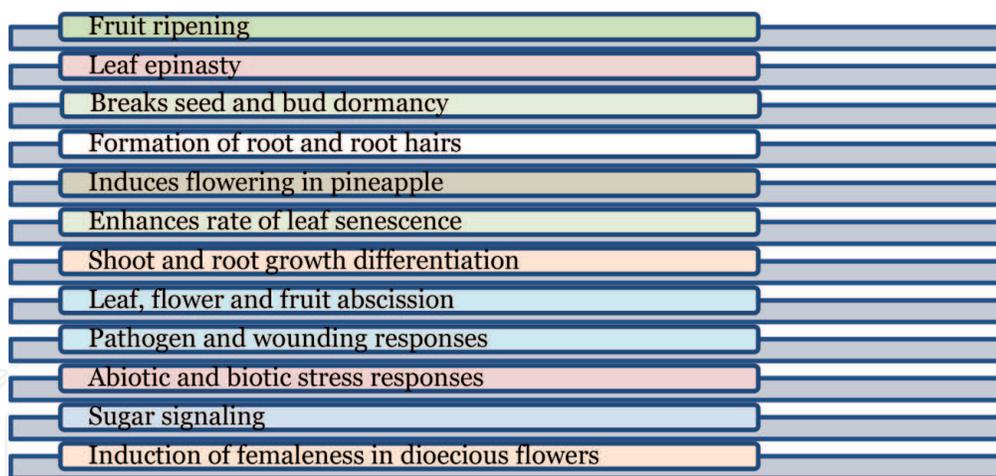 Fruit ripening
Leaf epinasty
Breaks seed and bud dormancy
Formation of root and root hairs
Induces flowering in pineapple
Enhances rate of leaf senescence
Shoot and root growth differentiation
Leaf, flower and fruit abscission
Pathogen and wounding responses
Abiotic and biotic stress responses
Sugar signaling
Induction of femaleness in dioecious flowers